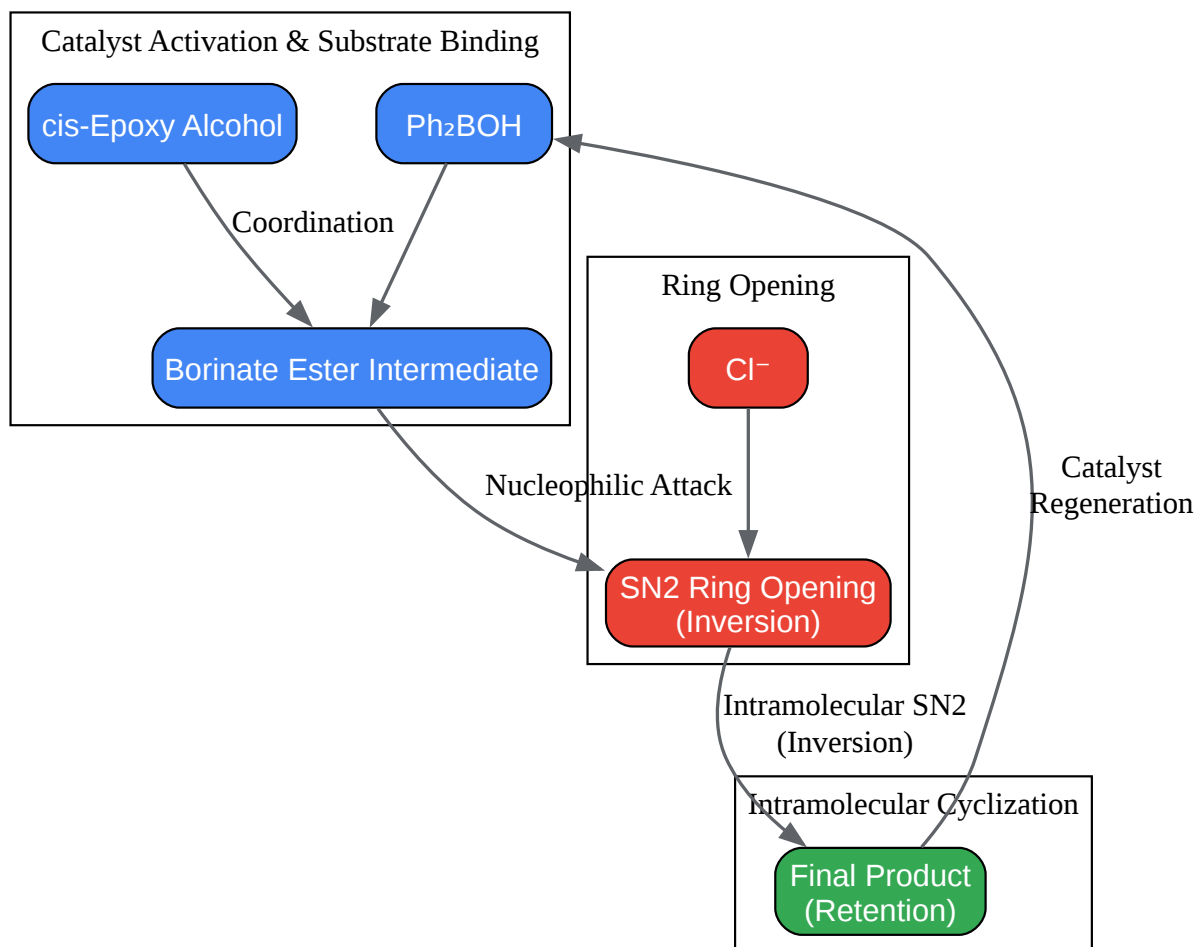 Catalyst Activation & Substrate Binding
cis-Epoxy Alcohol
Ph₂BOH
Coordination
Borinate Ester Intermediate
Ring Opening
Cl⁻
Nucleophilic Attack
SN2 Ring Opening
(Inversion)
Catalyst
Regeneration
Intramolecular SN2
(Inversion)
Intramolecular Cyclization
Final Product
(Retention)